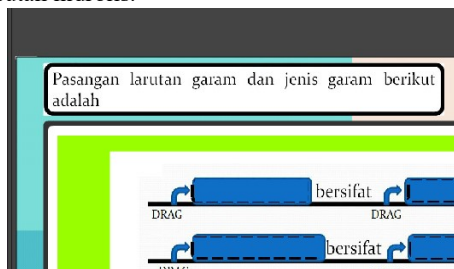 Pasangan larutan garam dan jenis garam berikut
adalah
bersifat
DRAG DRAG
bersifat